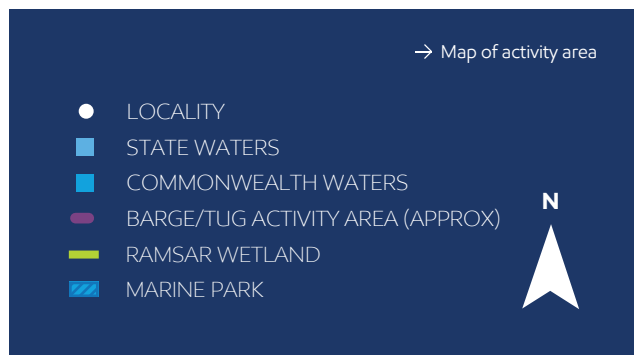 → Map of activity area
LOCALITY
STATE WATERS
COMMONWEALTH WATERS
N
BARGE/TUG ACTIVITY AREA (APPROX)
RAMSAR WETLAND
MARINE PARK